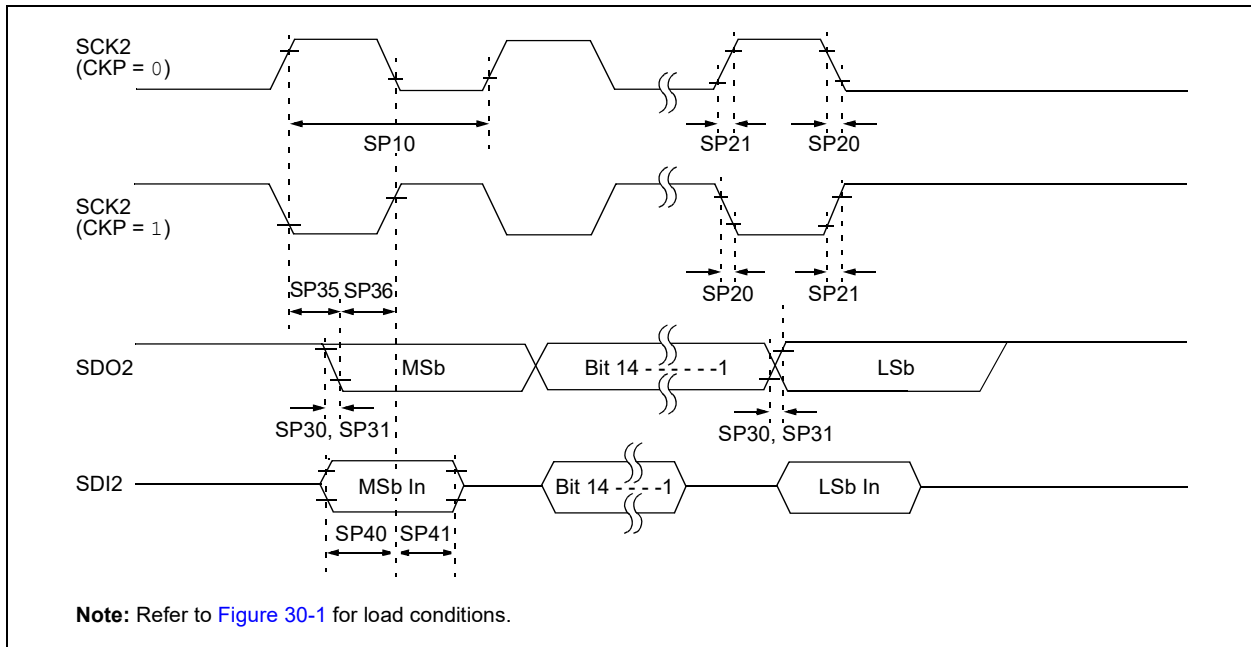 SCK2
(CKP = 0)
SP10
SP21
SP20
SCK2
(CKP = 1)
SP20
SP21
SP35
SP36
SDO2
MSb
Bit 14 - - - - - - -1
LSb
SP30, SP31
SP30, SP31
SDI2
MSb In
Bit 14 - - - - -1
LSb In
SP40
SP41
Note: Refer to Figure 30-1 for load conditions.